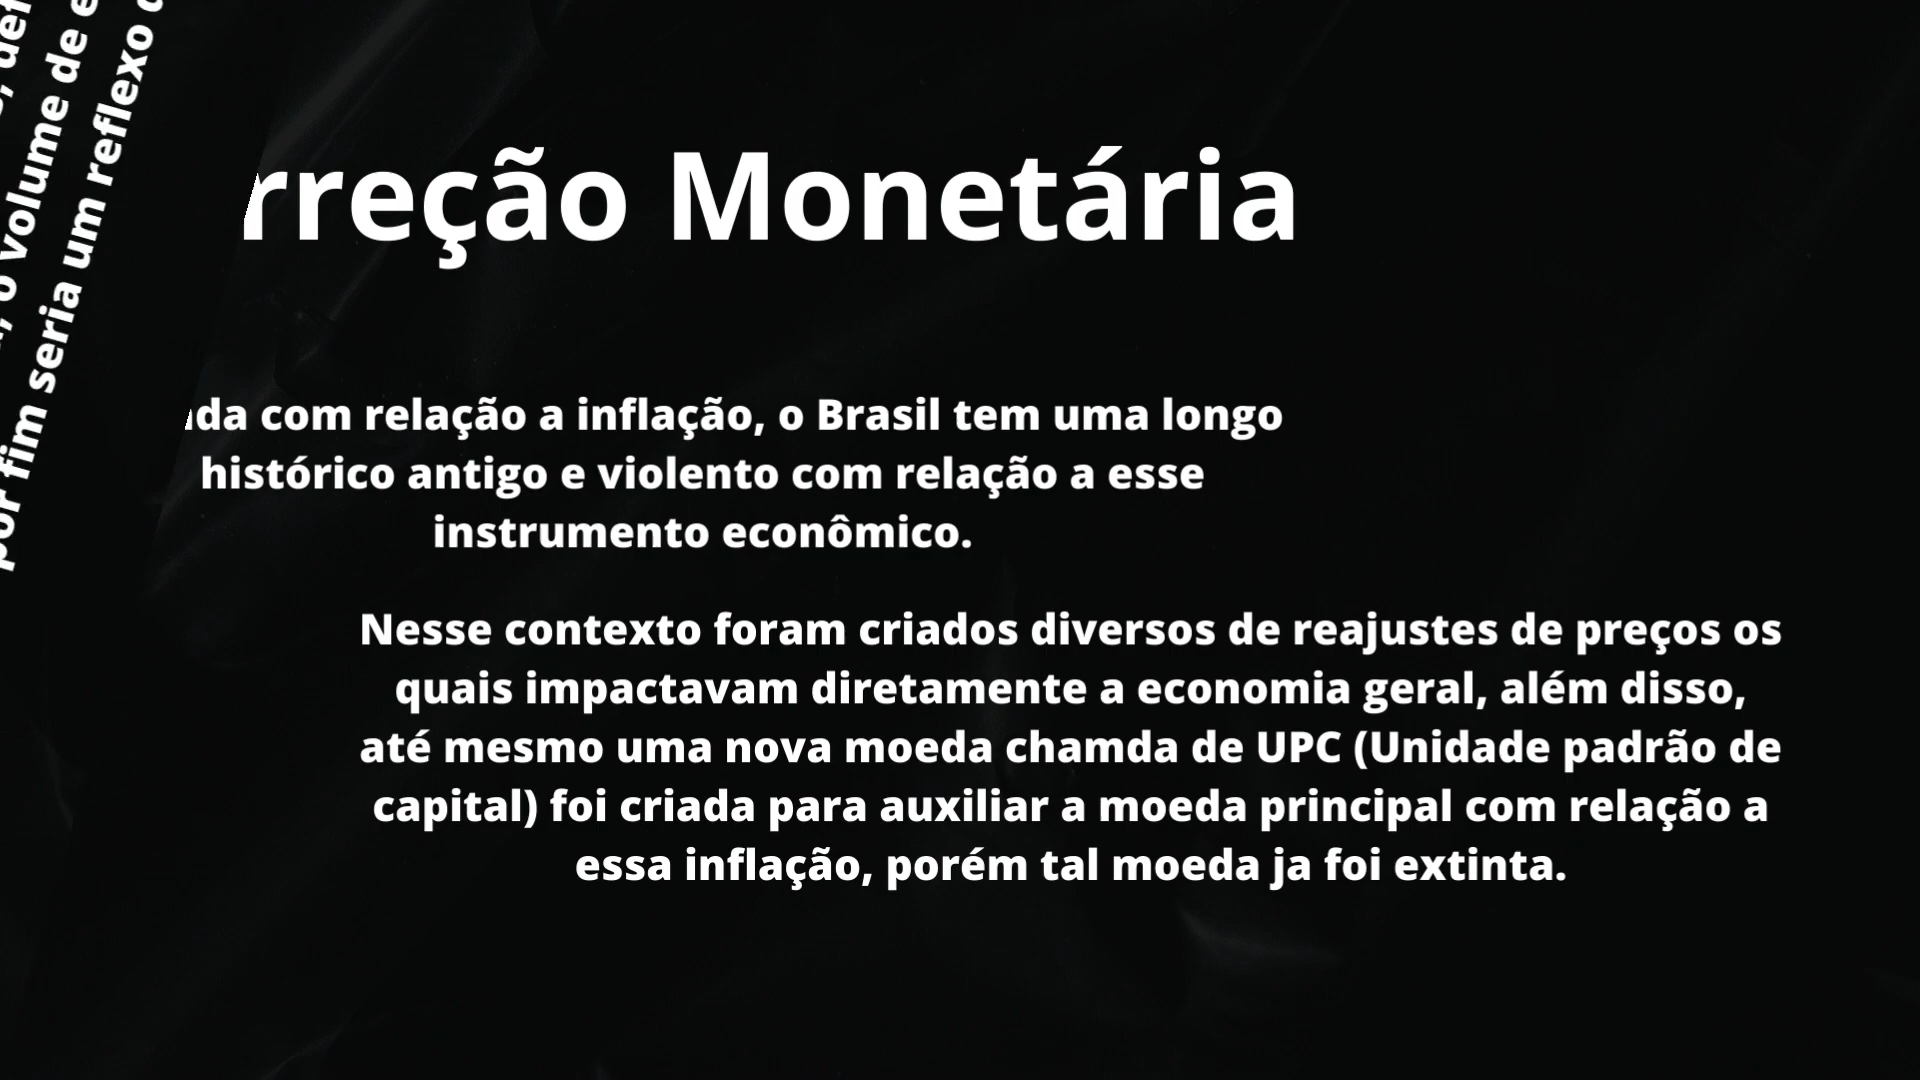 volume de
por fim seria um reflexo
Monetária
com relação a inflação, o Brasil tem uma longo
histórico antigo e violento com relação a esse
instrumento econômico.
Nesse contexto foram criados diversos de reajustes de preços os
quais impactavam diretamente a economia geral, além disso,
até mesmo uma nova moeda chamda de UPC (Unidade padrão de
capital) foi criada para auxiliar a moeda principal com relação a
essa inflação, porém tal moeda ja foi extinta.